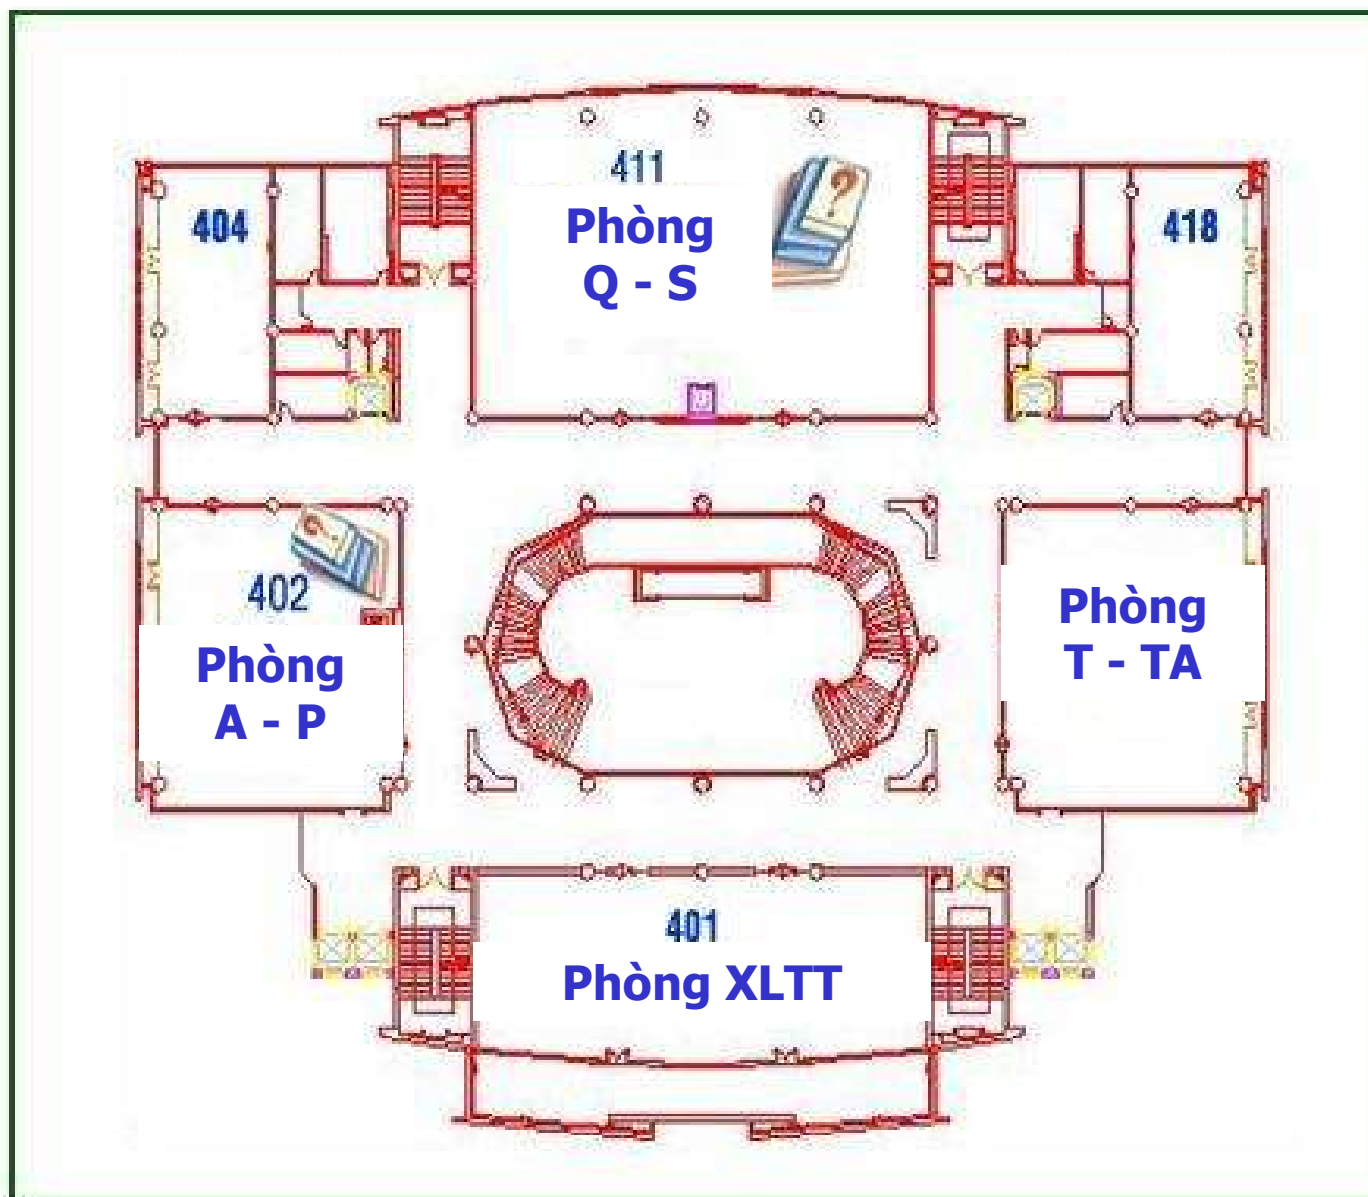 411
Phòng
Q - S
404
418
402
Phòng
A - P
Phòng
T - TA
401
Phòng XLTT